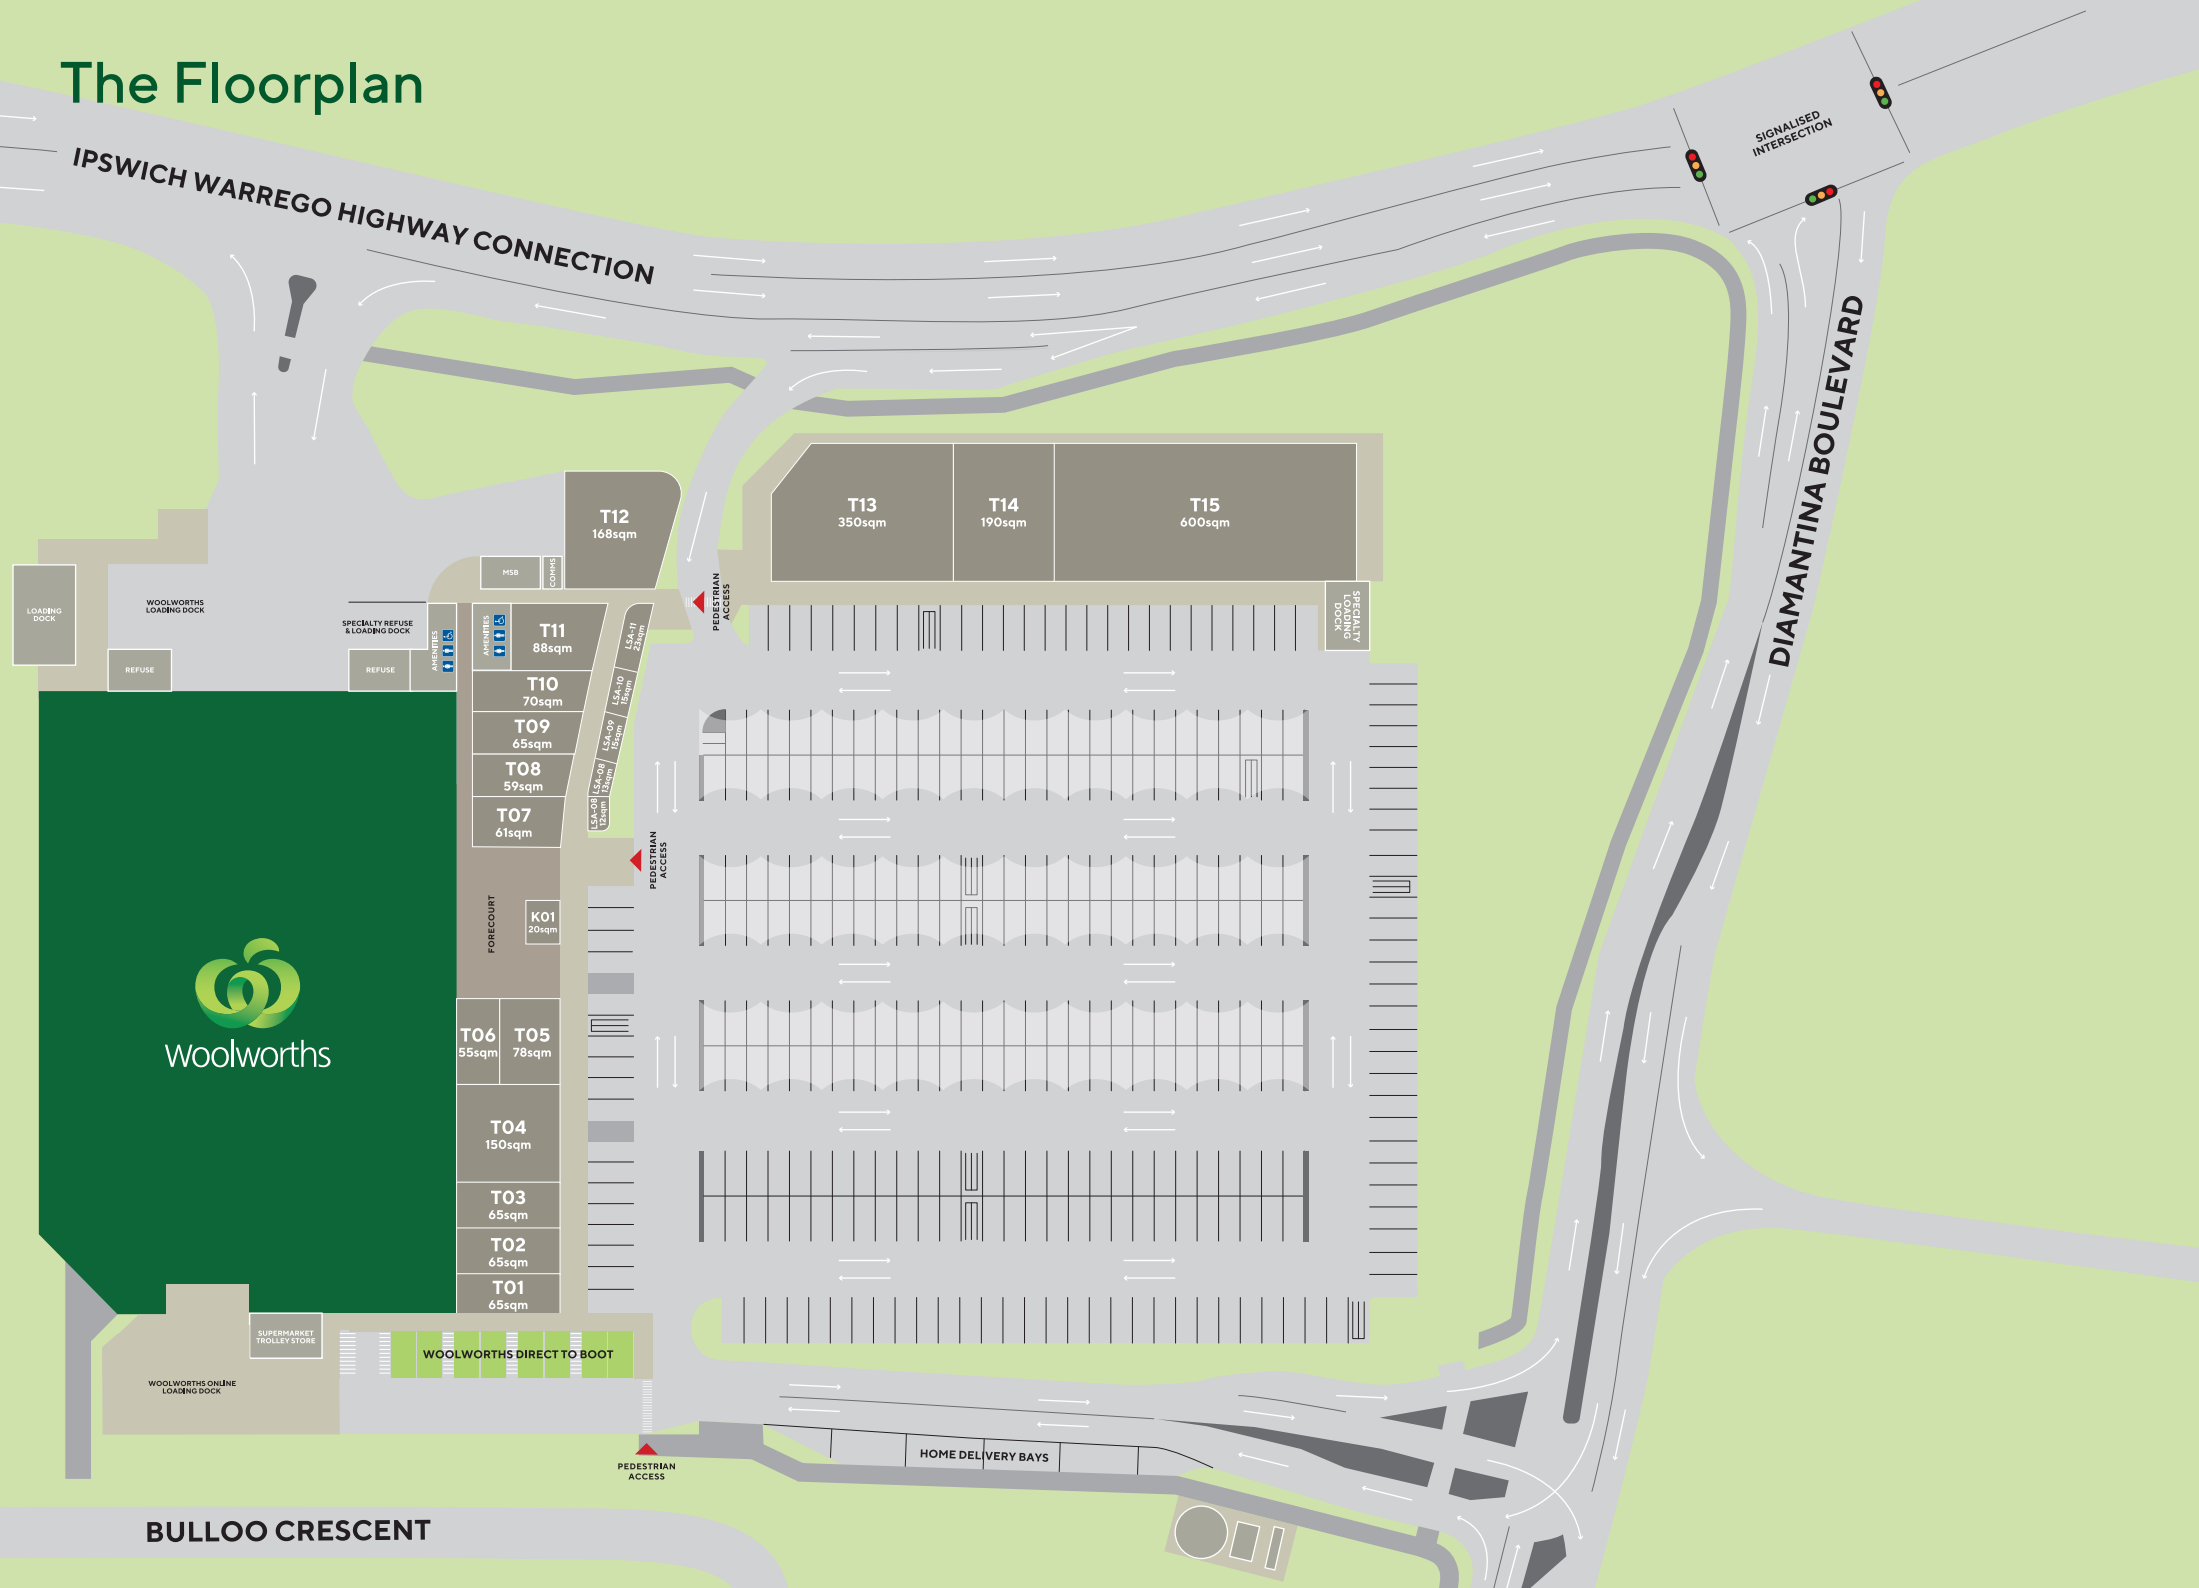 The Floorplan
IPSWICH WARREGO HIGHWAY CONNECTION
SIGNALISED
INTERSECTION
DIAMANTINA BOULEVARD
T12
168sqm
T13
350sqm
T14
190sqm
T15
600sqm
MSB
COMMS
PEDESTRIAN
ACCESS
SPECIALTY
LOADING
DOCK
LOADING
DOCK
WOOLWORTHS
LOADING DOCK
SPECIALTY REFUSE
& LOADING DOCK
REFUSE
REFUSE
AMENITIES
AMENITIES
T11
88sqm
LSA-11
23sqm
T10
70sqm
LSA-10
15sqm
T09
65sqm
LSA-09
15sqm
T08
59sqm
LSA-08
13sqm
T07
61sqm
LSA-08
12sqm
PEDESTRIAN
ACCESS
FORECOURT
K01
20sqm
Woolworths
T06
55sqm
T05
78sqm
T04
150sqm
T03
65sqm
T02
65sqm
T01
65sqm
SUPERMARKET
TROLLEY STORE
WOOLWORTHS DIRECT TO BOOT
WOOLWORTHS ONLINE
LOADING DOCK
PEDESTRIAN
ACCESS
HOME DELIVERY BAYS
BULLOO CRESCENT